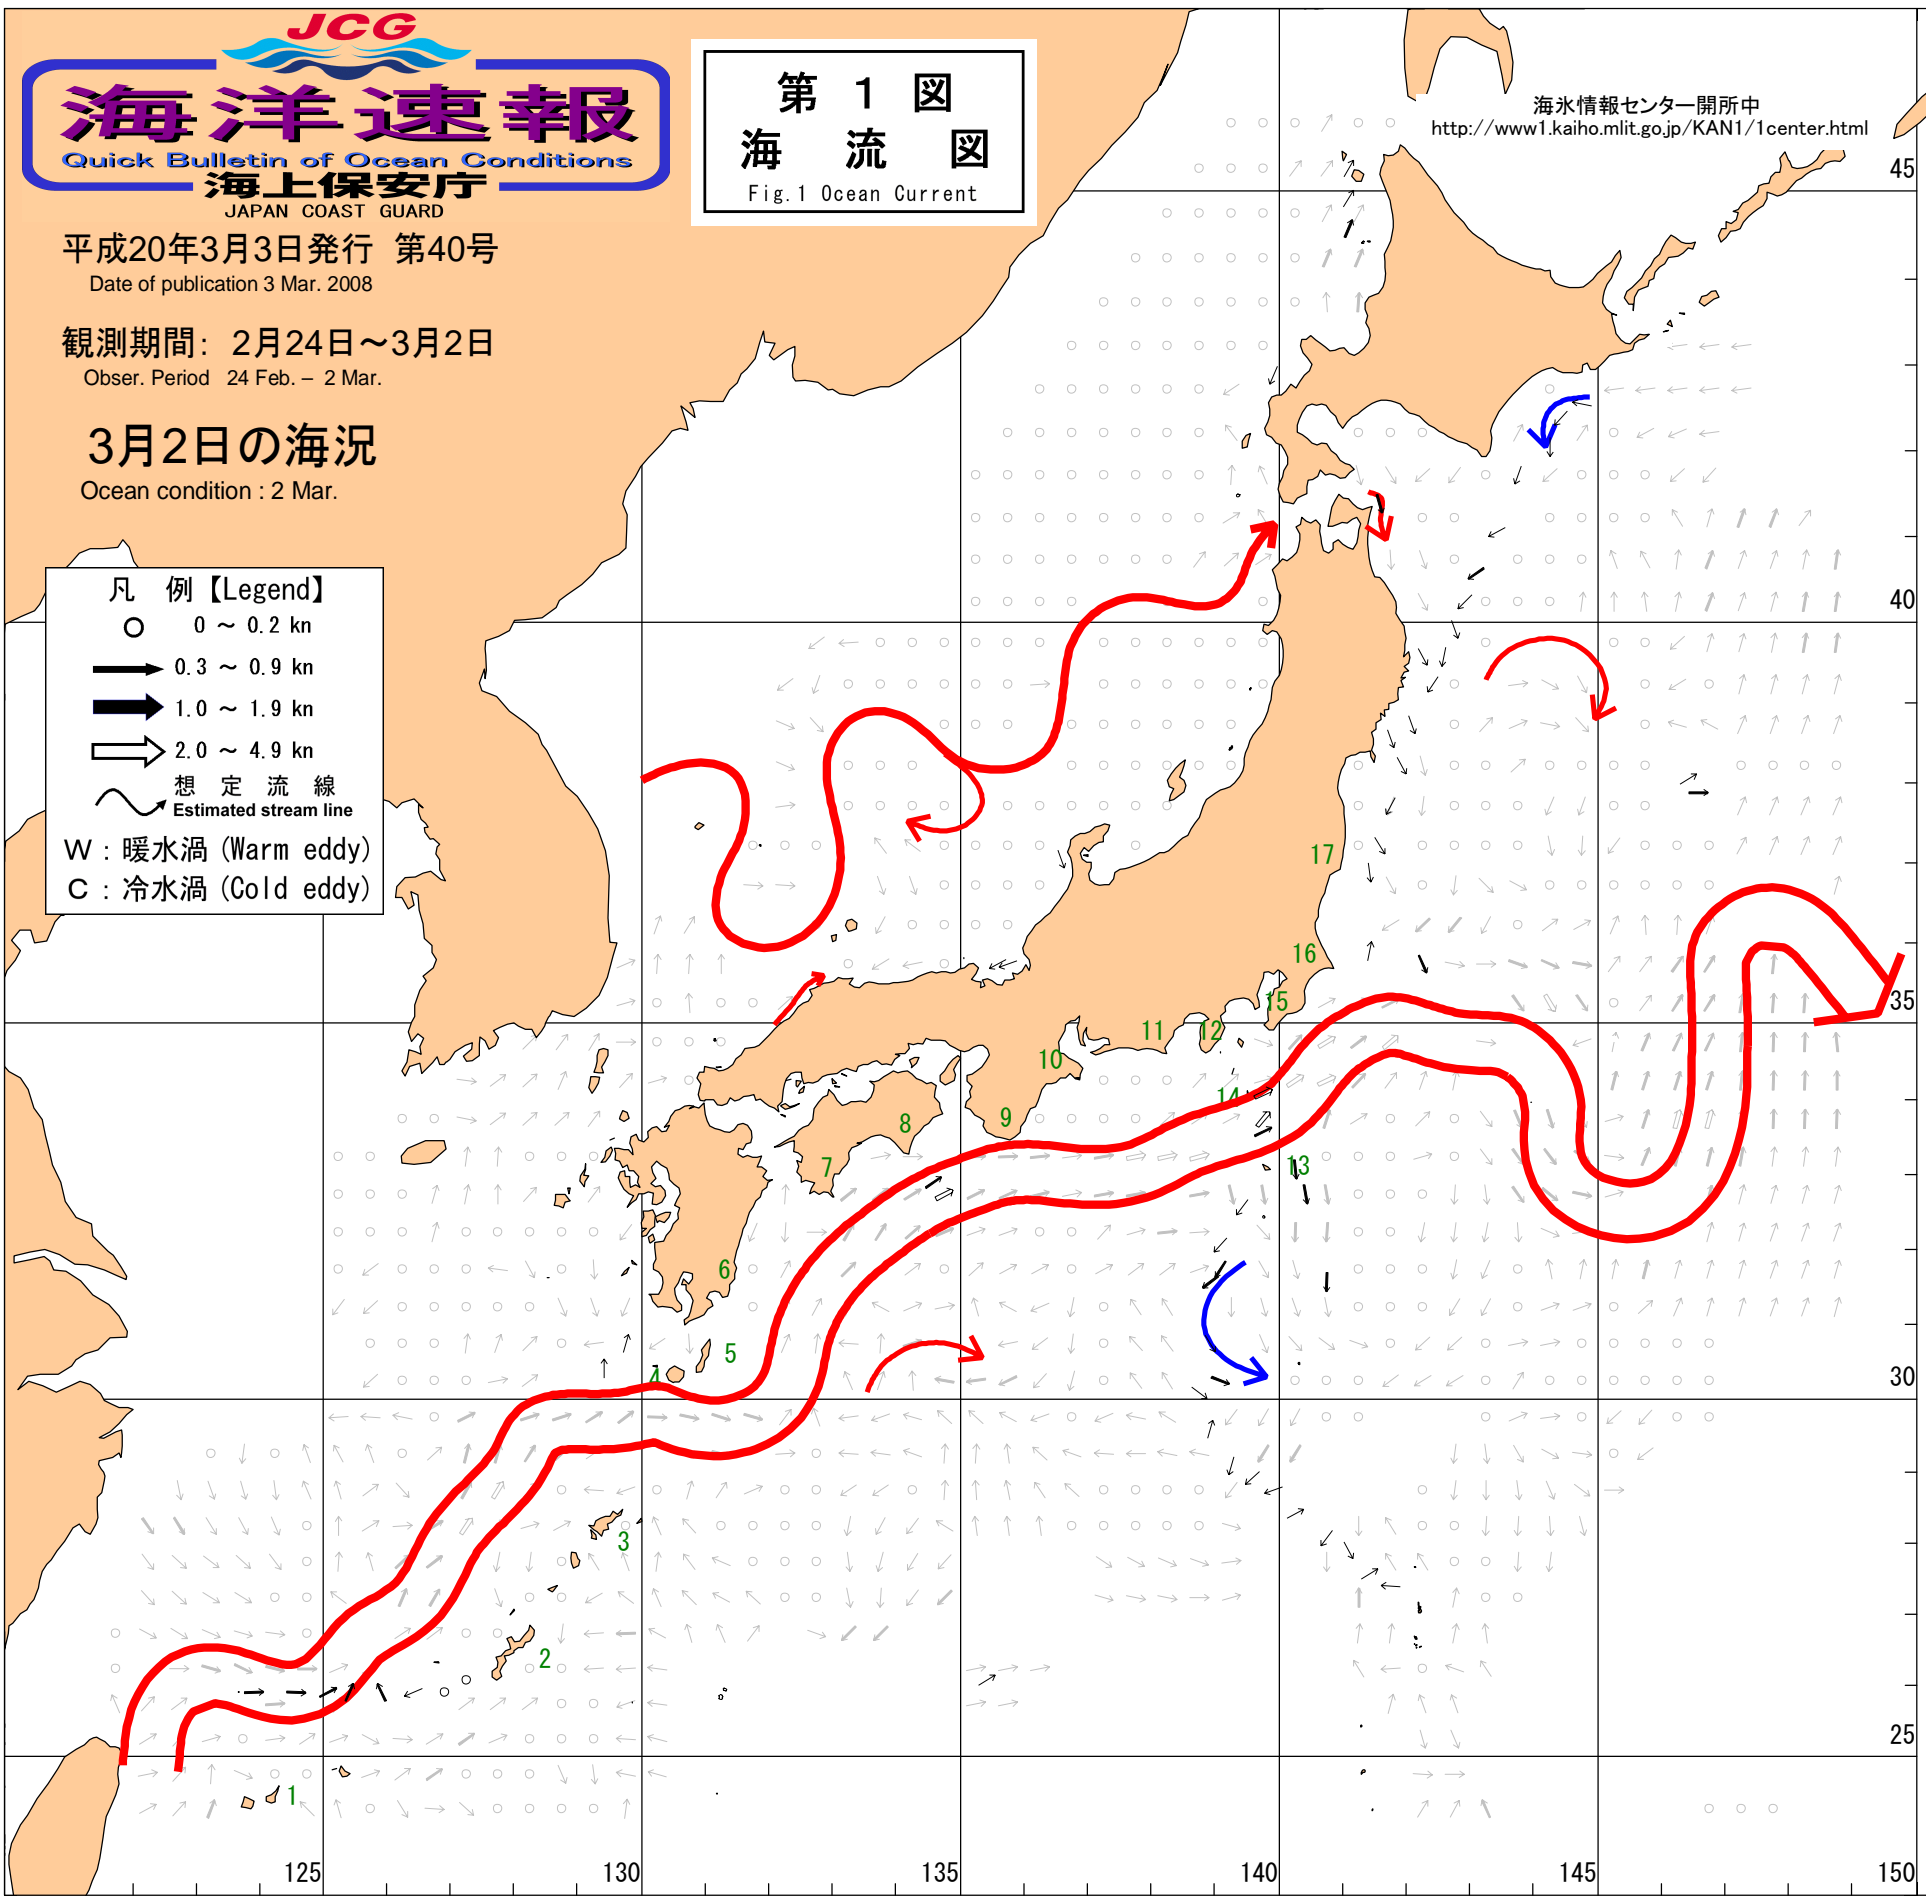 JCG
海洋速報
Quick Bulletin of Ocean Conditions
海上保安庁
JAPAN COAST GUARD
平成20年3月3日発行 第40号
Date of publication 3 Mar. 2008
観測期間: 2月24日～3月2日
Obser. Period 24 Feb. – 2 Mar.
3月2日の海況
Ocean condition : 2 Mar.
第 1 図
海 流 図
Fig.1 Ocean Current
海氷情報センター開所中
http://www1.kaiho.mlit.go.jp/KAN1/1center.html
凡 例【Legend】
0 ～ 0.2 kn
0.3 ～ 0.9 kn
1.0 ～ 1.9 kn
2.0 ～ 4.9 kn
想 定 流 線
Estimated stream line
W : 暖水渦 (Warm eddy)
C : 冷水渦 (Cold eddy)
45
40
35
30
25
17
16
15
12
11
10
14
9
8
7
13
6
5
4
3
2
1
125
130
135
140
145
150